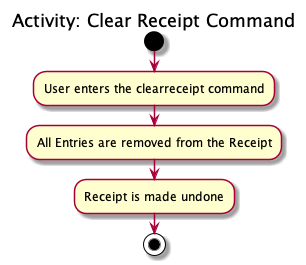 Activity: Clear Receipt Command
User enters the clearreceipt command
All Entries are removed from the Receipt
Receipt is made undone